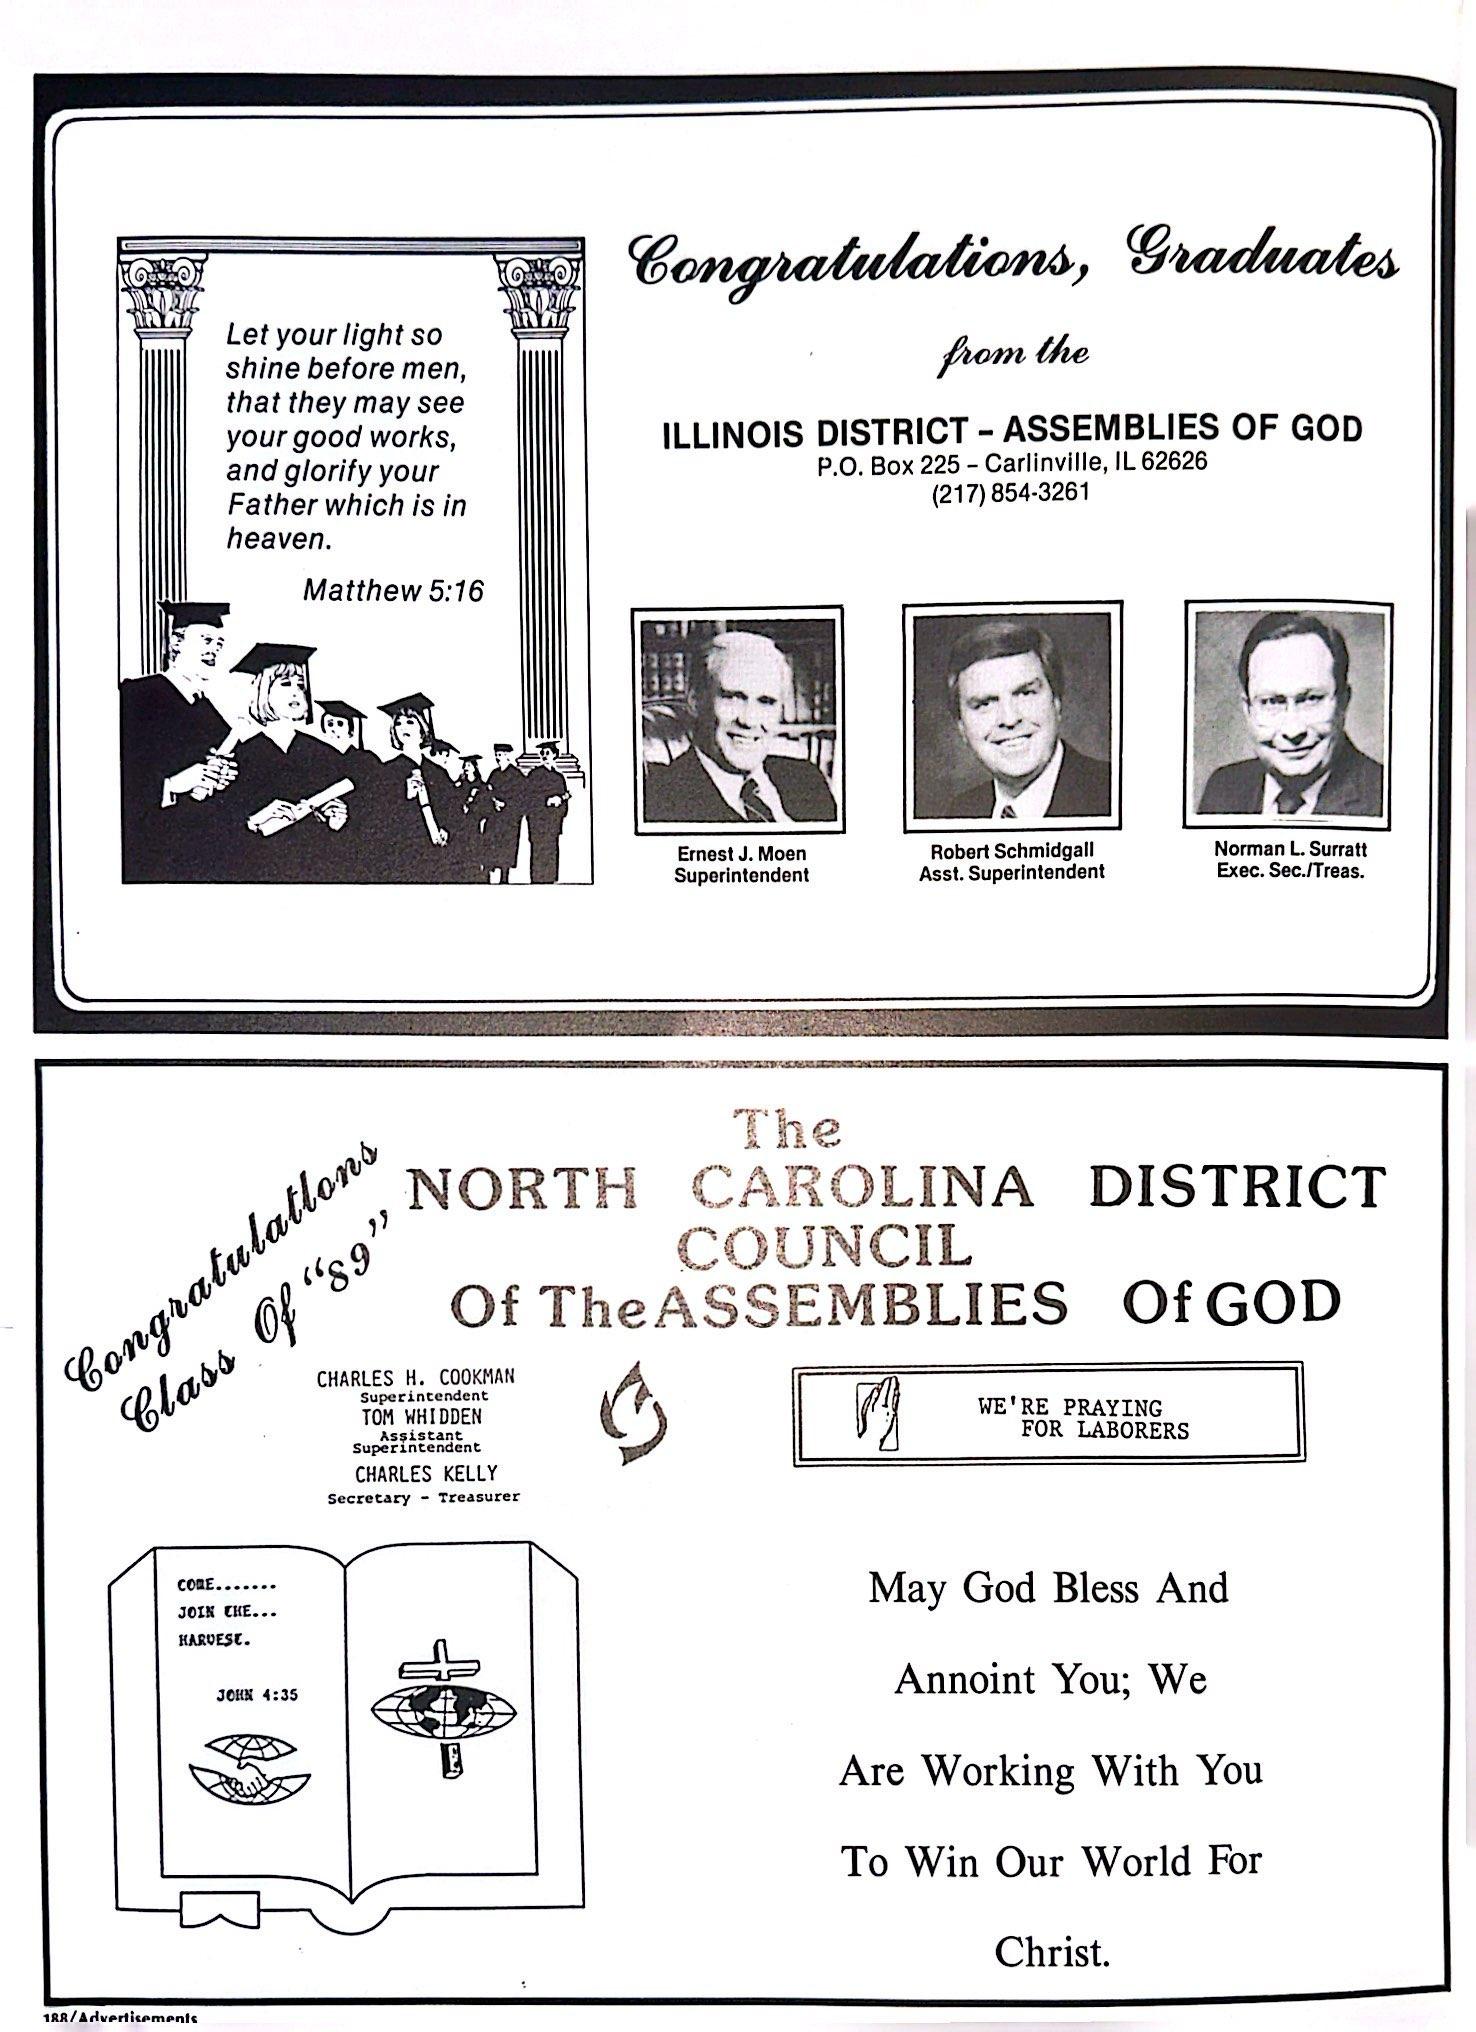 Let your light so
shine before men,
that they may see
your good works,
and glorify your
Father which is in
heaven.
Matthew 5:16
Congratulations, Graduates
from the
ILLINOIS DISTRICT – ASSEMBLIES OF GOD
P.O. Box 225 – Carlinville, IL 62626
(217) 854-3261
Ernest J. Moen
Superintendent
Robert Schmidgall
Asst. Superintendent
Norman L. Surratt
Exec. Sec./Treas.
Congratulations
Class Of "89"
The
NORTH CAROLINA DISTRICT
COUNCIL
Of The ASSEMBLIES Of GOD
CHARLES H. COOKMAN
Superintendent
TOM WHIDDEN
Assistant
Superintendent
CHARLES KELLY
Secretary - Treasurer
WE'RE PRAYING
FOR LABORERS
COME.......
JOIN THE...
HARVEST.
JOHN 4:35
May God Bless And
Annoint You; We
Are Working With You
To Win Our World For
Christ.
188/Advertisements